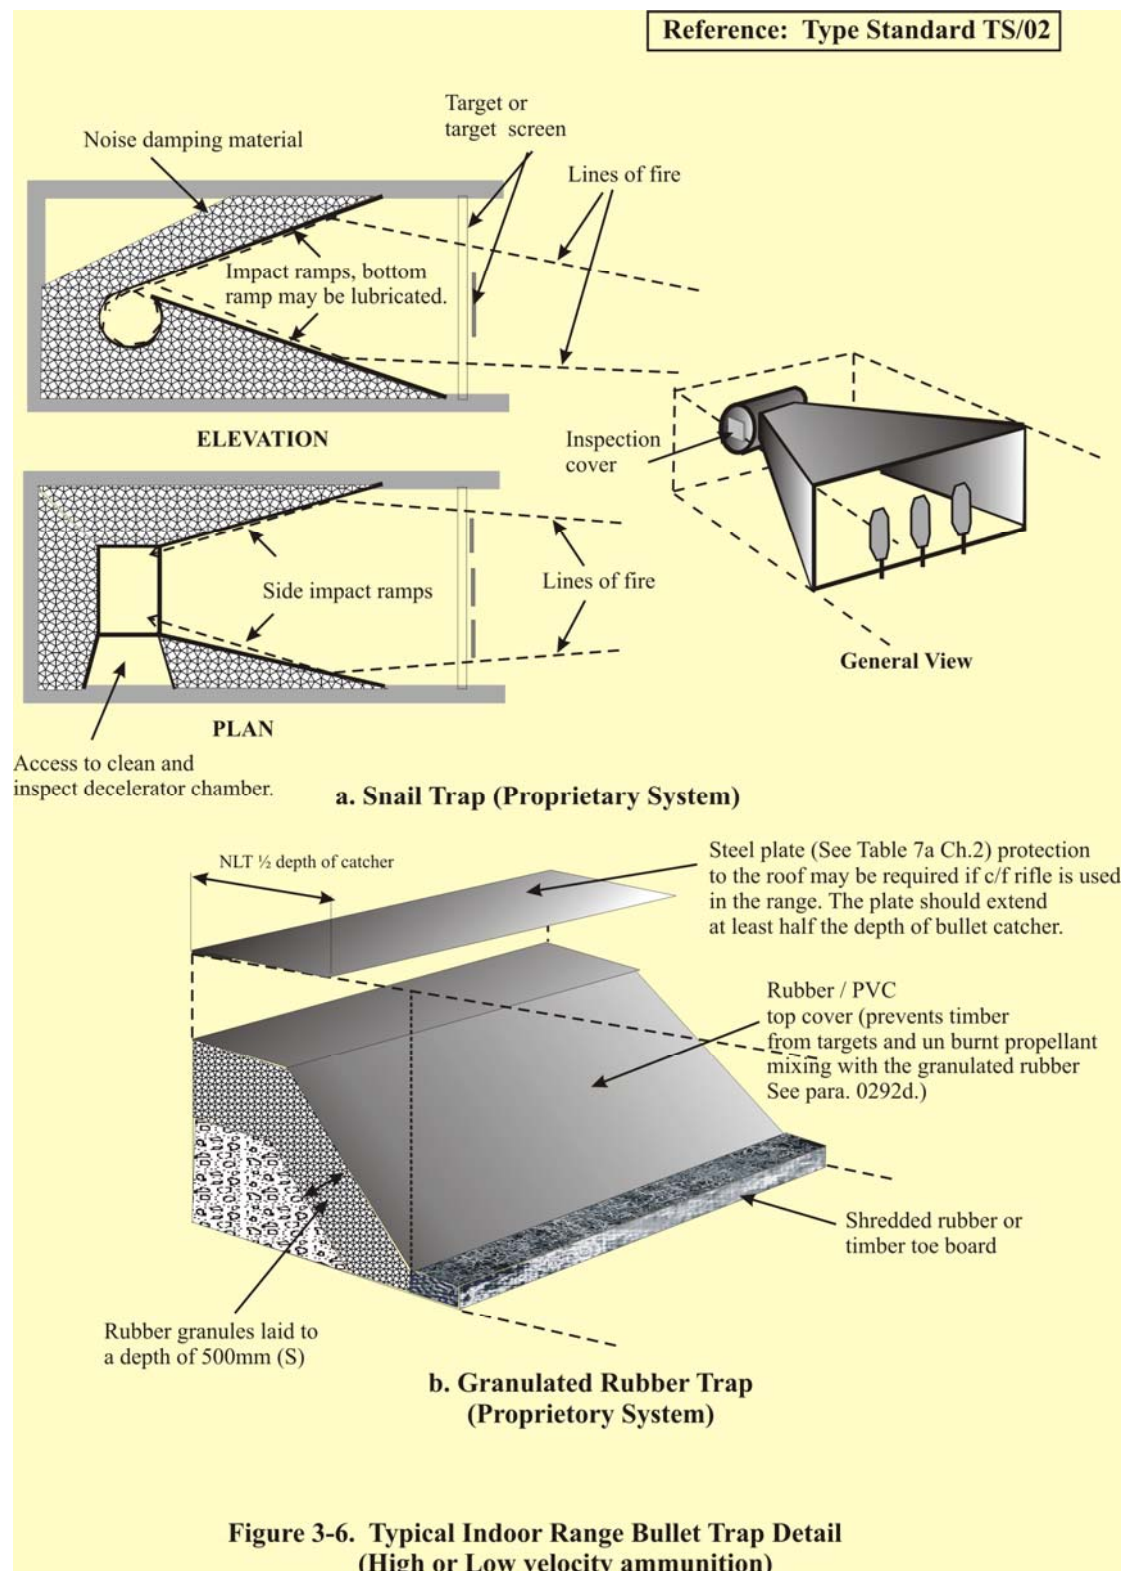 Reference: Type Standard TS/02
Target or
target screen
Noise damping material
Lines of fire
Impact ramps, bottom
ramp may be lubricated.
ELEVATION
Inspection
cover
Side impact ramps
Lines of fire
General View
PLAN
Access to clean and
inspect decelerator chamber.
a. Snail Trap (Proprietary System)
NLT ½ depth of catcher
Steel plate (See Table 7a Ch.2) protection
to the roof may be required if c/f rifle is used
in the range. The plate should extend
at least half the depth of bullet catcher.
Rubber / PVC
top cover (prevents timber
from targets and un burnt propellant
mixing with the granulated rubber
See para. 0292d.)
Shredded rubber or
timber toe board
Rubber granules laid to
a depth of 500mm (S)
b. Granulated Rubber Trap
(Proprietory System)
Figure 3-6. Typical Indoor Range Bullet Trap Detail
(High or Low velocity ammunition)